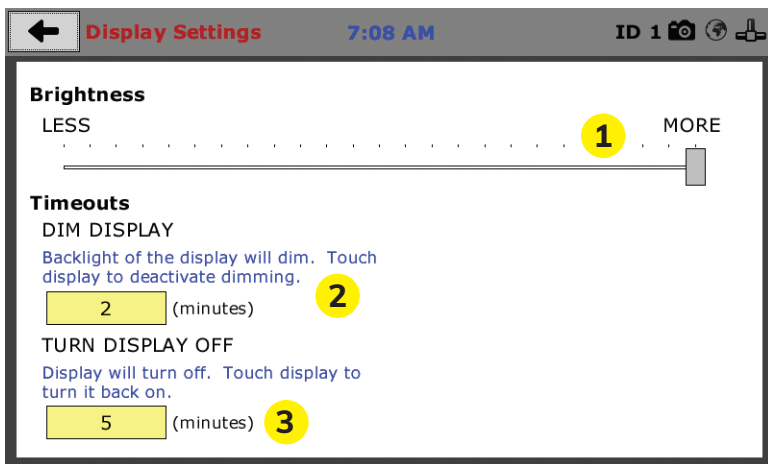 Display Settings 7:08 AM ID 1
Brightness
LESS 1 MORE
Timeouts
DIM DISPLAY
Backlight of the display will dim. Touch
display to deactivate dimming.
2
2 (minutes)
TURN DISPLAY OFF
Display will turn off. Touch display to
turn it back on.
5 (minutes) 3